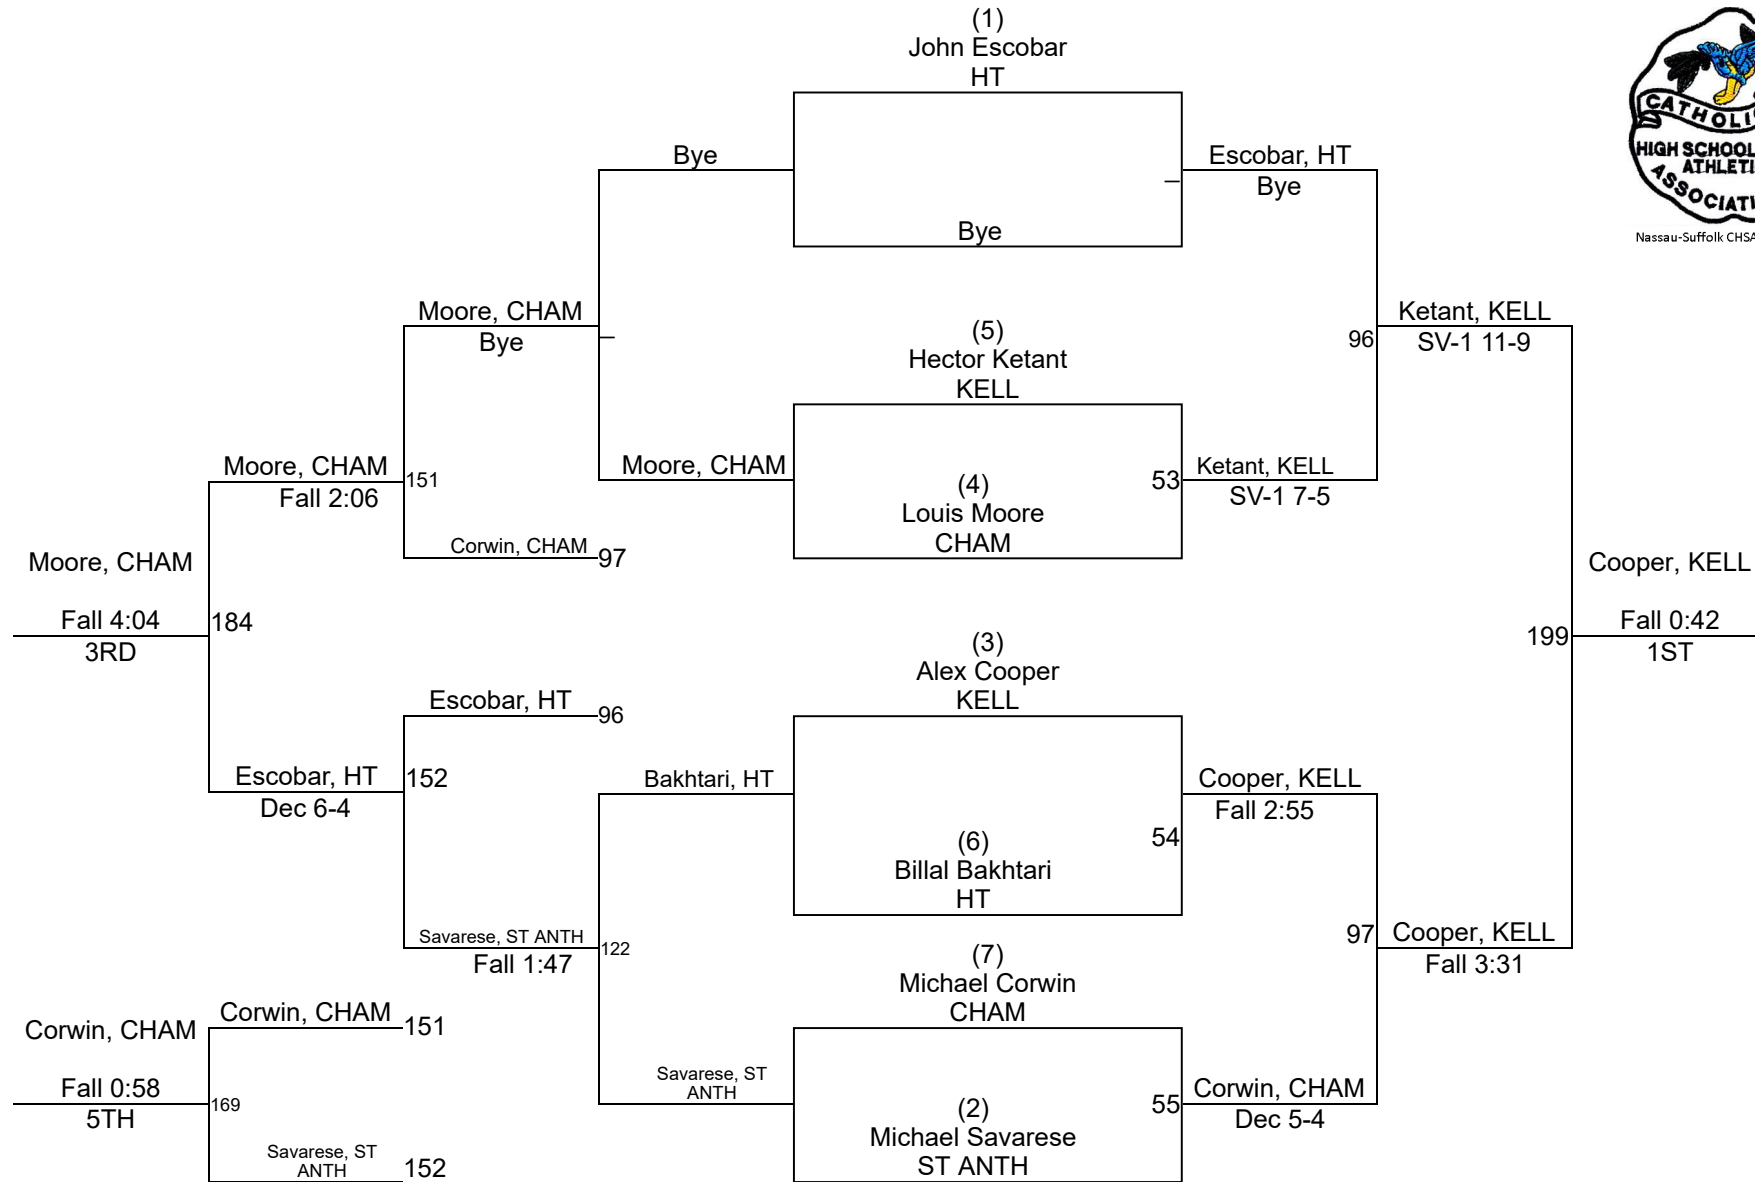 (1)
John Escobar
HT
CATHOLI
HIGH SCHOOL
ATHLETI
Nassau-Suffolk CHSA
Bye
Escobar, HT
Bye
–
–
Bye
Moore, CHAM
Bye
(5)
Hector Ketant
KELL
96
Ketant, KELL
SV-1 11-9
Moore, CHAM
Fall 2:06
151
Moore, CHAM
(4)
Louis Moore
CHAM
53
Ketant, KELL
SV-1 7-5
Corwin, CHAM
97
Moore, CHAM
Fall 4:04
3RD
184
Cooper, KELL
Fall 0:42
1ST
199
(3)
Alex Cooper
KELL
Escobar, HT
96
Escobar, HT
Dec 6-4
152
Bakhtari, HT
(6)
Billal Bakhtari
HT
54
Cooper, KELL
Fall 2:55
Savarese, ST ANTH
Fall 1:47
122
97
Cooper, KELL
Fall 3:31
(7)
Michael Corwin
CHAM
Corwin, CHAM
Fall 0:58
5TH
Corwin, CHAM
151
169
Savarese, ST
ANTH
152
Savarese, ST
ANTH
(2)
Michael Savarese
ST ANTH
55
Corwin, CHAM
Dec 5-4